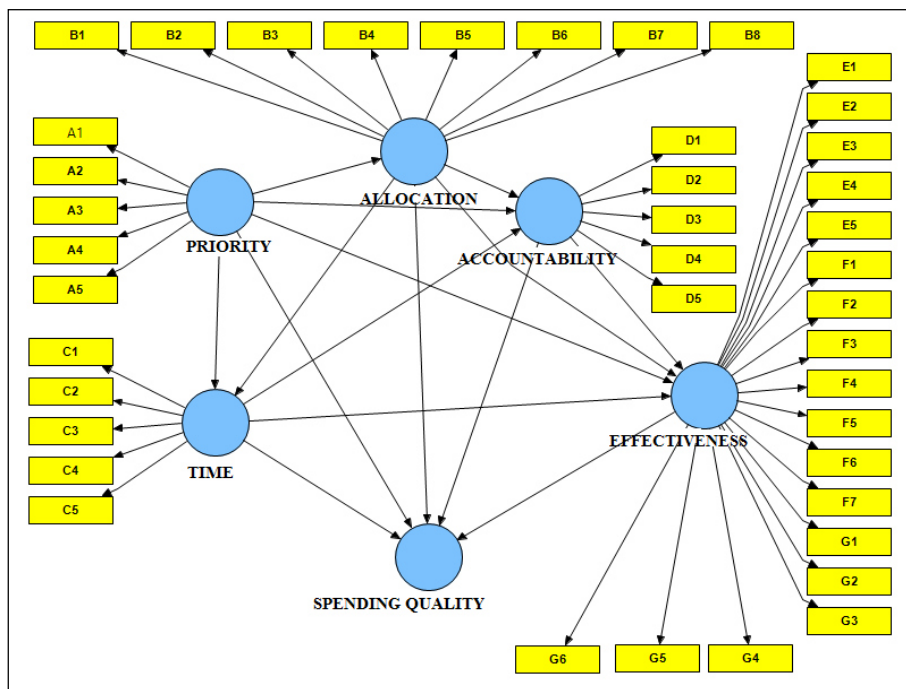 B1
B2
B3
B4
B5
B6
B7
B8
E1
E2
E3
E4
E5
F1
F2
F3
F4
F5
F6
F7
G1
G2
G3
A1
A2
A3
A4
A5
D1
D2
D3
D4
D5
ALLOCATION
PRIORITY
ACCOUNTABILITY
C1
C2
C3
C4
C5
TIME
EFFECTIVENESS
SPENDING QUALITY
G6
G5
G4